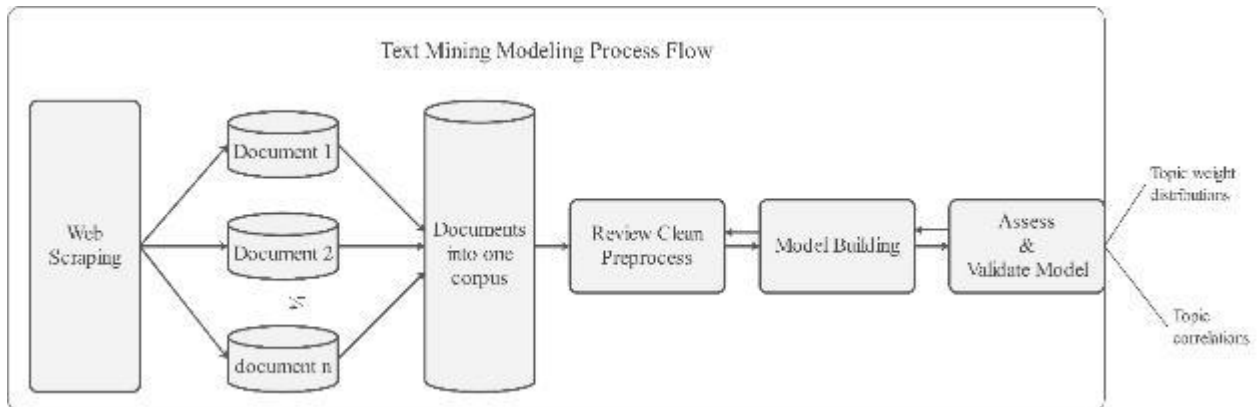 Text Mining Modeling Process Flow
Web
Scraping
Document 1
Document 2
document n
Documents
into one
corpus
Review Clean
Preprocess
Model Building
Assess
&
Validate Model
Topic weight
distributions
Topic
correlations